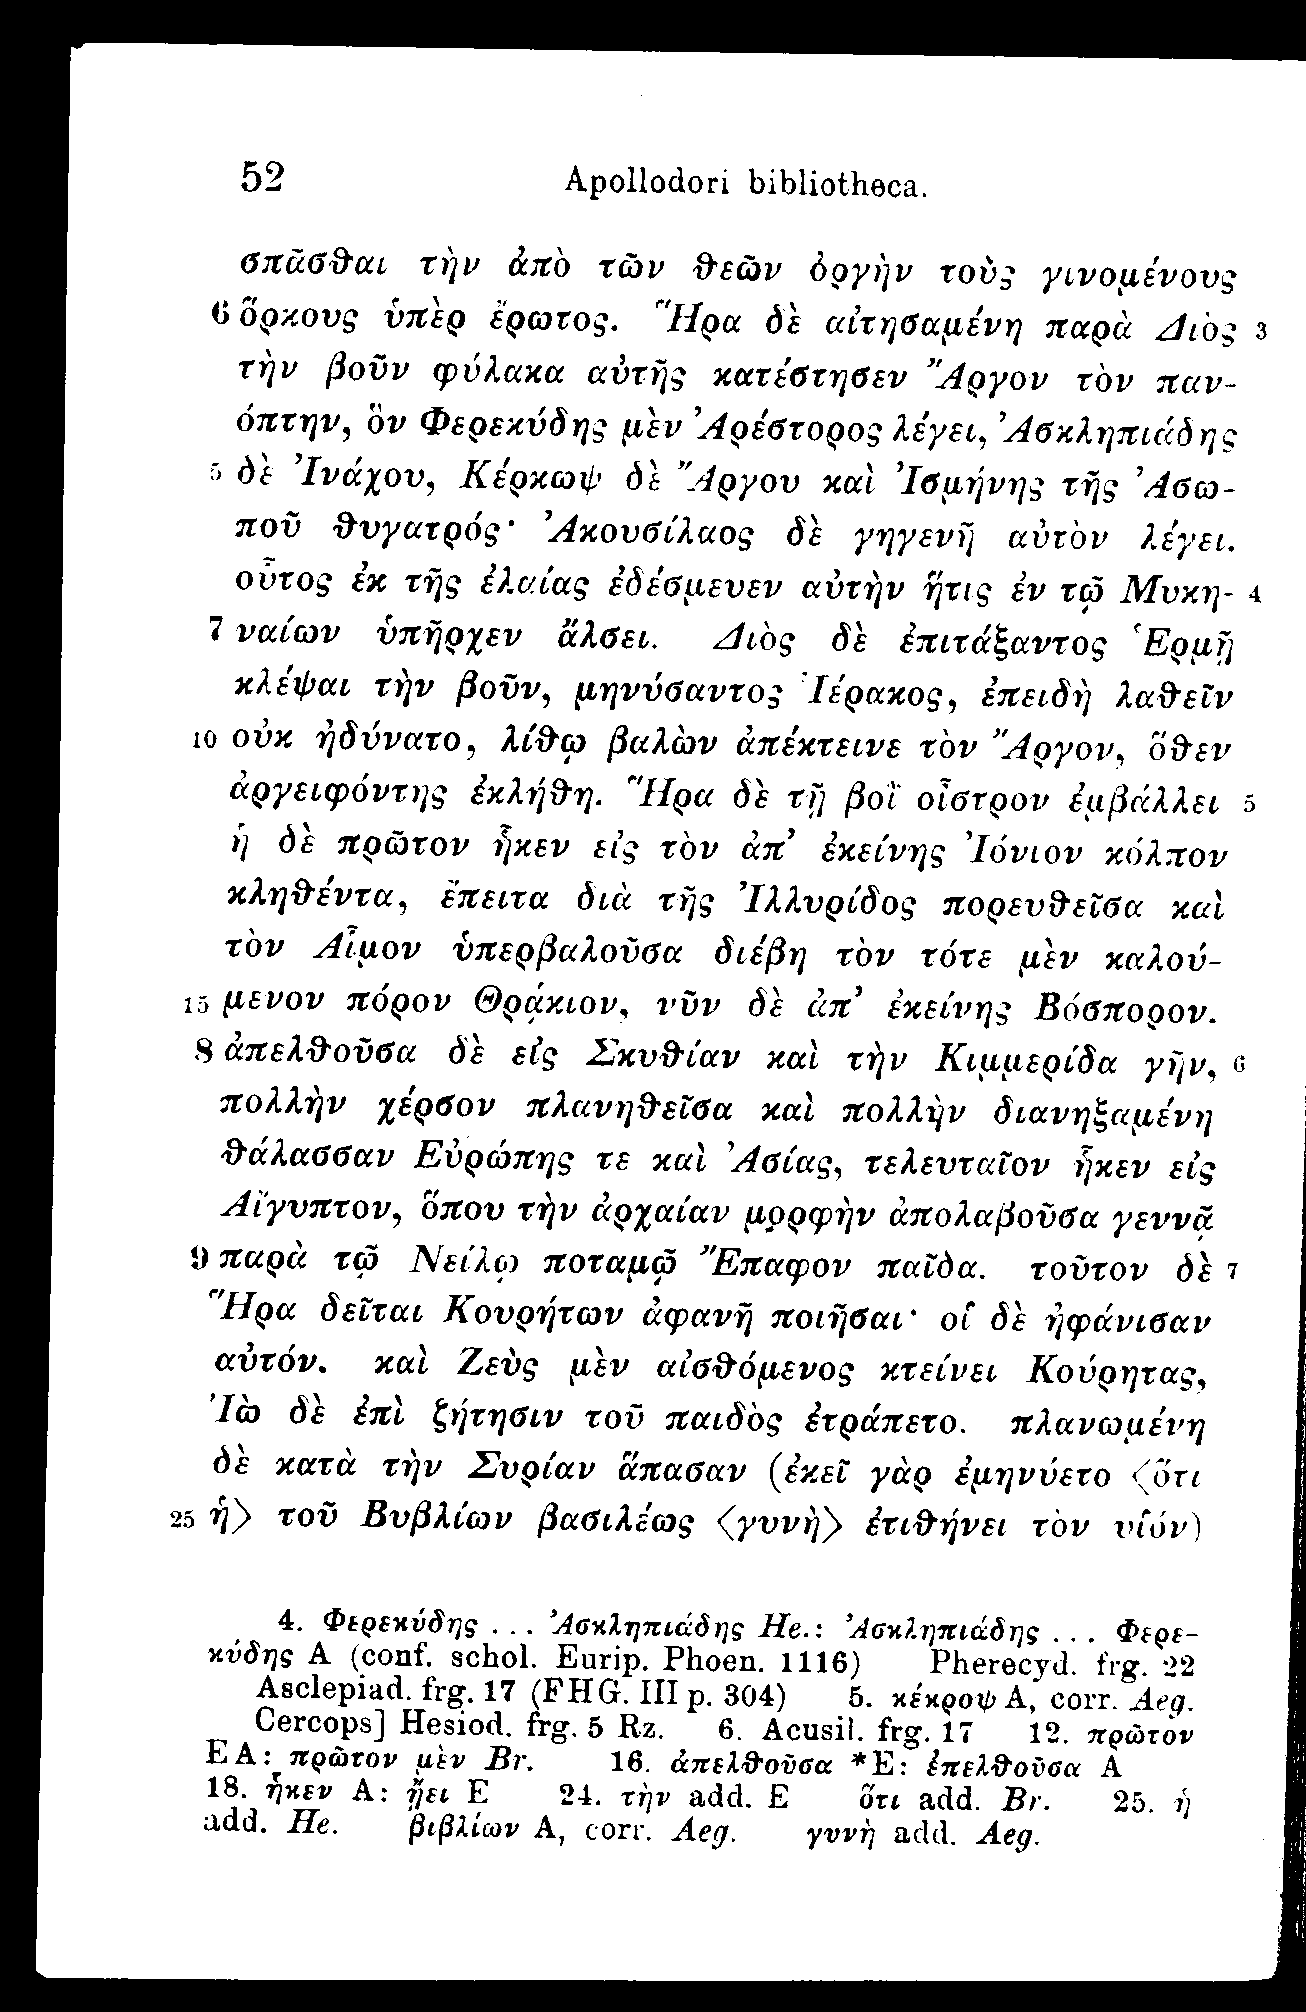 52 Apollodori bibliotheca.
σπᾶσθαι τὴν ἀπὸ τῶν θεῶν ὀργὴν τοὺς γινομένους
6 ὅρκους ὑπὲρ ἔρωτος. Ἥρα δὲ αἰτησαμένη παρὰ Διὸς 3
τὴν βοῦν φύλακα αὐτῆς κατέστησεν Ἄργον τὸν παν-
όπτην, ὃν Φερεκύδης μὲν Ἀρέστορος λέγει, Ἀσκληπιάδης
5 δὲ Ἰνάχου, Κέρκωψ δὲ Ἄργου καὶ Ἰσμήνης τῆς Ἀσω-
ποῦ θυγατρός· Ἀκουσίλαος δὲ γηγενῆ αὐτὸν λέγει.
οὗτος ἐκ τῆς ἐλαίας ἐδέσμευεν αὐτὴν ἥτις ἐν τῷ Μυκη- 4
7 ναίων ὑπῆρχεν ἄλσει. Διὸς δὲ ἐπιτάξαντος Ἑρμῇ
κλέψαι τὴν βοῦν, μηνύσαντος Ἱέρακος, ἐπειδὴ λαθεῖν
10 οὐκ ἠδύνατο, λίθῳ βαλὼν ἀπέκτεινε τὸν Ἄργον, ὅθεν
ἀργειφόντης ἐκλήθη. Ἥρα δὲ τῇ βοῒ οἶστρον ἐμβάλλει 5
ἡ δὲ πρῶτον ἧκεν εἰς τὸν ἀπ’ ἐκείνης Ἰόνιον κόλπον
κληθέντα, ἔπειτα διὰ τῆς Ἰλλυρίδος πορευθεῖσα καὶ
τὸν Αἷμον ὑπερβαλοῦσα διέβη τὸν τότε μὲν καλού-
15 μενον πόρον Θρᾴκιον, νῦν δὲ ἀπ’ ἐκείνης Βόσπορον.
8 ἀπελθοῦσα δὲ εἰς Σκυθίαν καὶ τὴν Κιμμερίδα γῆν, 6
πολλὴν χέρσον πλανηθεῖσα καὶ πολλὴν διανηξαμένη
θάλασσαν Εὐρώπης τε καὶ Ἀσίας, τελευταῖον ἧκεν εἰς
Αἴγυπτον, ὅπου τὴν ἀρχαίαν μορφὴν ἀπολαβοῦσα γεννᾷ
9 παρὰ τῷ Νείλῳ ποταμῷ Ἔπαφον παῖδα. τοῦτον δὲ 7
Ἥρα δεῖται Κουρήτων ἀφανῆ ποιῆσαι· οἱ δὲ ἠφάνισαν
αὐτόν. καὶ Ζεὺς μὲν αἰσθόμενος κτείνει Κούρητας,
Ἰὼ δὲ ἐπὶ ζήτησιν τοῦ παιδὸς ἐτράπετο. πλανωμένη
δὲ κατὰ τὴν Συρίαν ἅπασαν (ἐκεῖ γὰρ ἐμηνύετο ⟨ὅτι
25 ἡ⟩ τοῦ Βυβλίων βασιλέως ⟨γυνὴ⟩ ἐτιθήνει τὸν υἱόν)
4. Φερεκύδης ... Ἀσκληπιάδης He.: Ἀσκληπιάδης ... Φερε-
κύδης A (conf. schol. Eurip. Phoen. 1116) Pherecyd. frg. 22
Asclepiad. frg. 17 (FHG. III p. 304) 5. κέκροψ A, corr. Aeg.
Cercops] Hesiod. frg. 5 Rz. 6. Acusil. frg. 17 12. πρῶτον
EA: πρῶτον μὲν Br. 16. ἀπελθοῦσα *E: ἐπελθοῦσα A
18. ἧκεν A: ᾔει E 24. τὴν add. E ὅτι add. Br. 25. ἡ
add. He. βιβλίων A, corr. Aeg. γυνὴ add. Aeg.